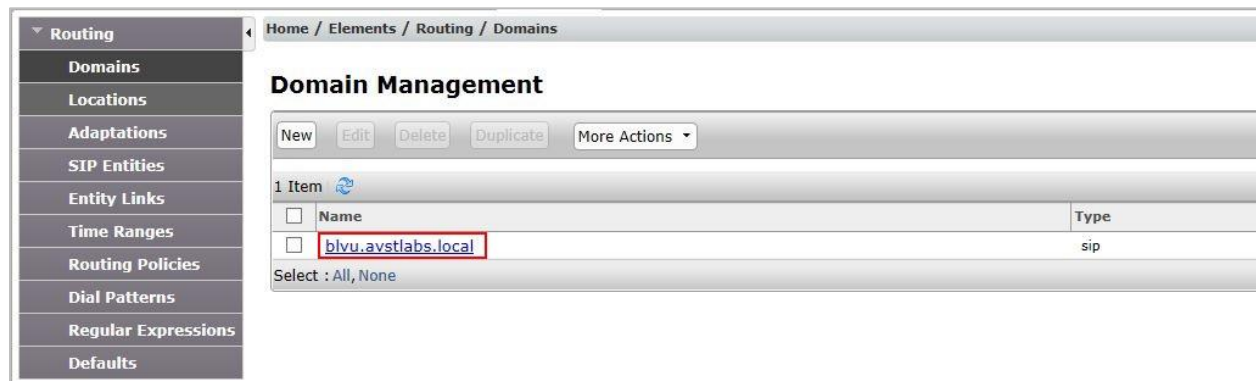 Routing
Domains
Locations
Adaptations
SIP Entities
Entity Links
Time Ranges
Routing Policies
Dial Patterns
Regular Expressions
Defaults
Home / Elements / Routing / Domains
Domain Management
New Edit Delete Duplicate More Actions
1 Item
Name Type
blvu.avstlabs.local sip
Select : All, None